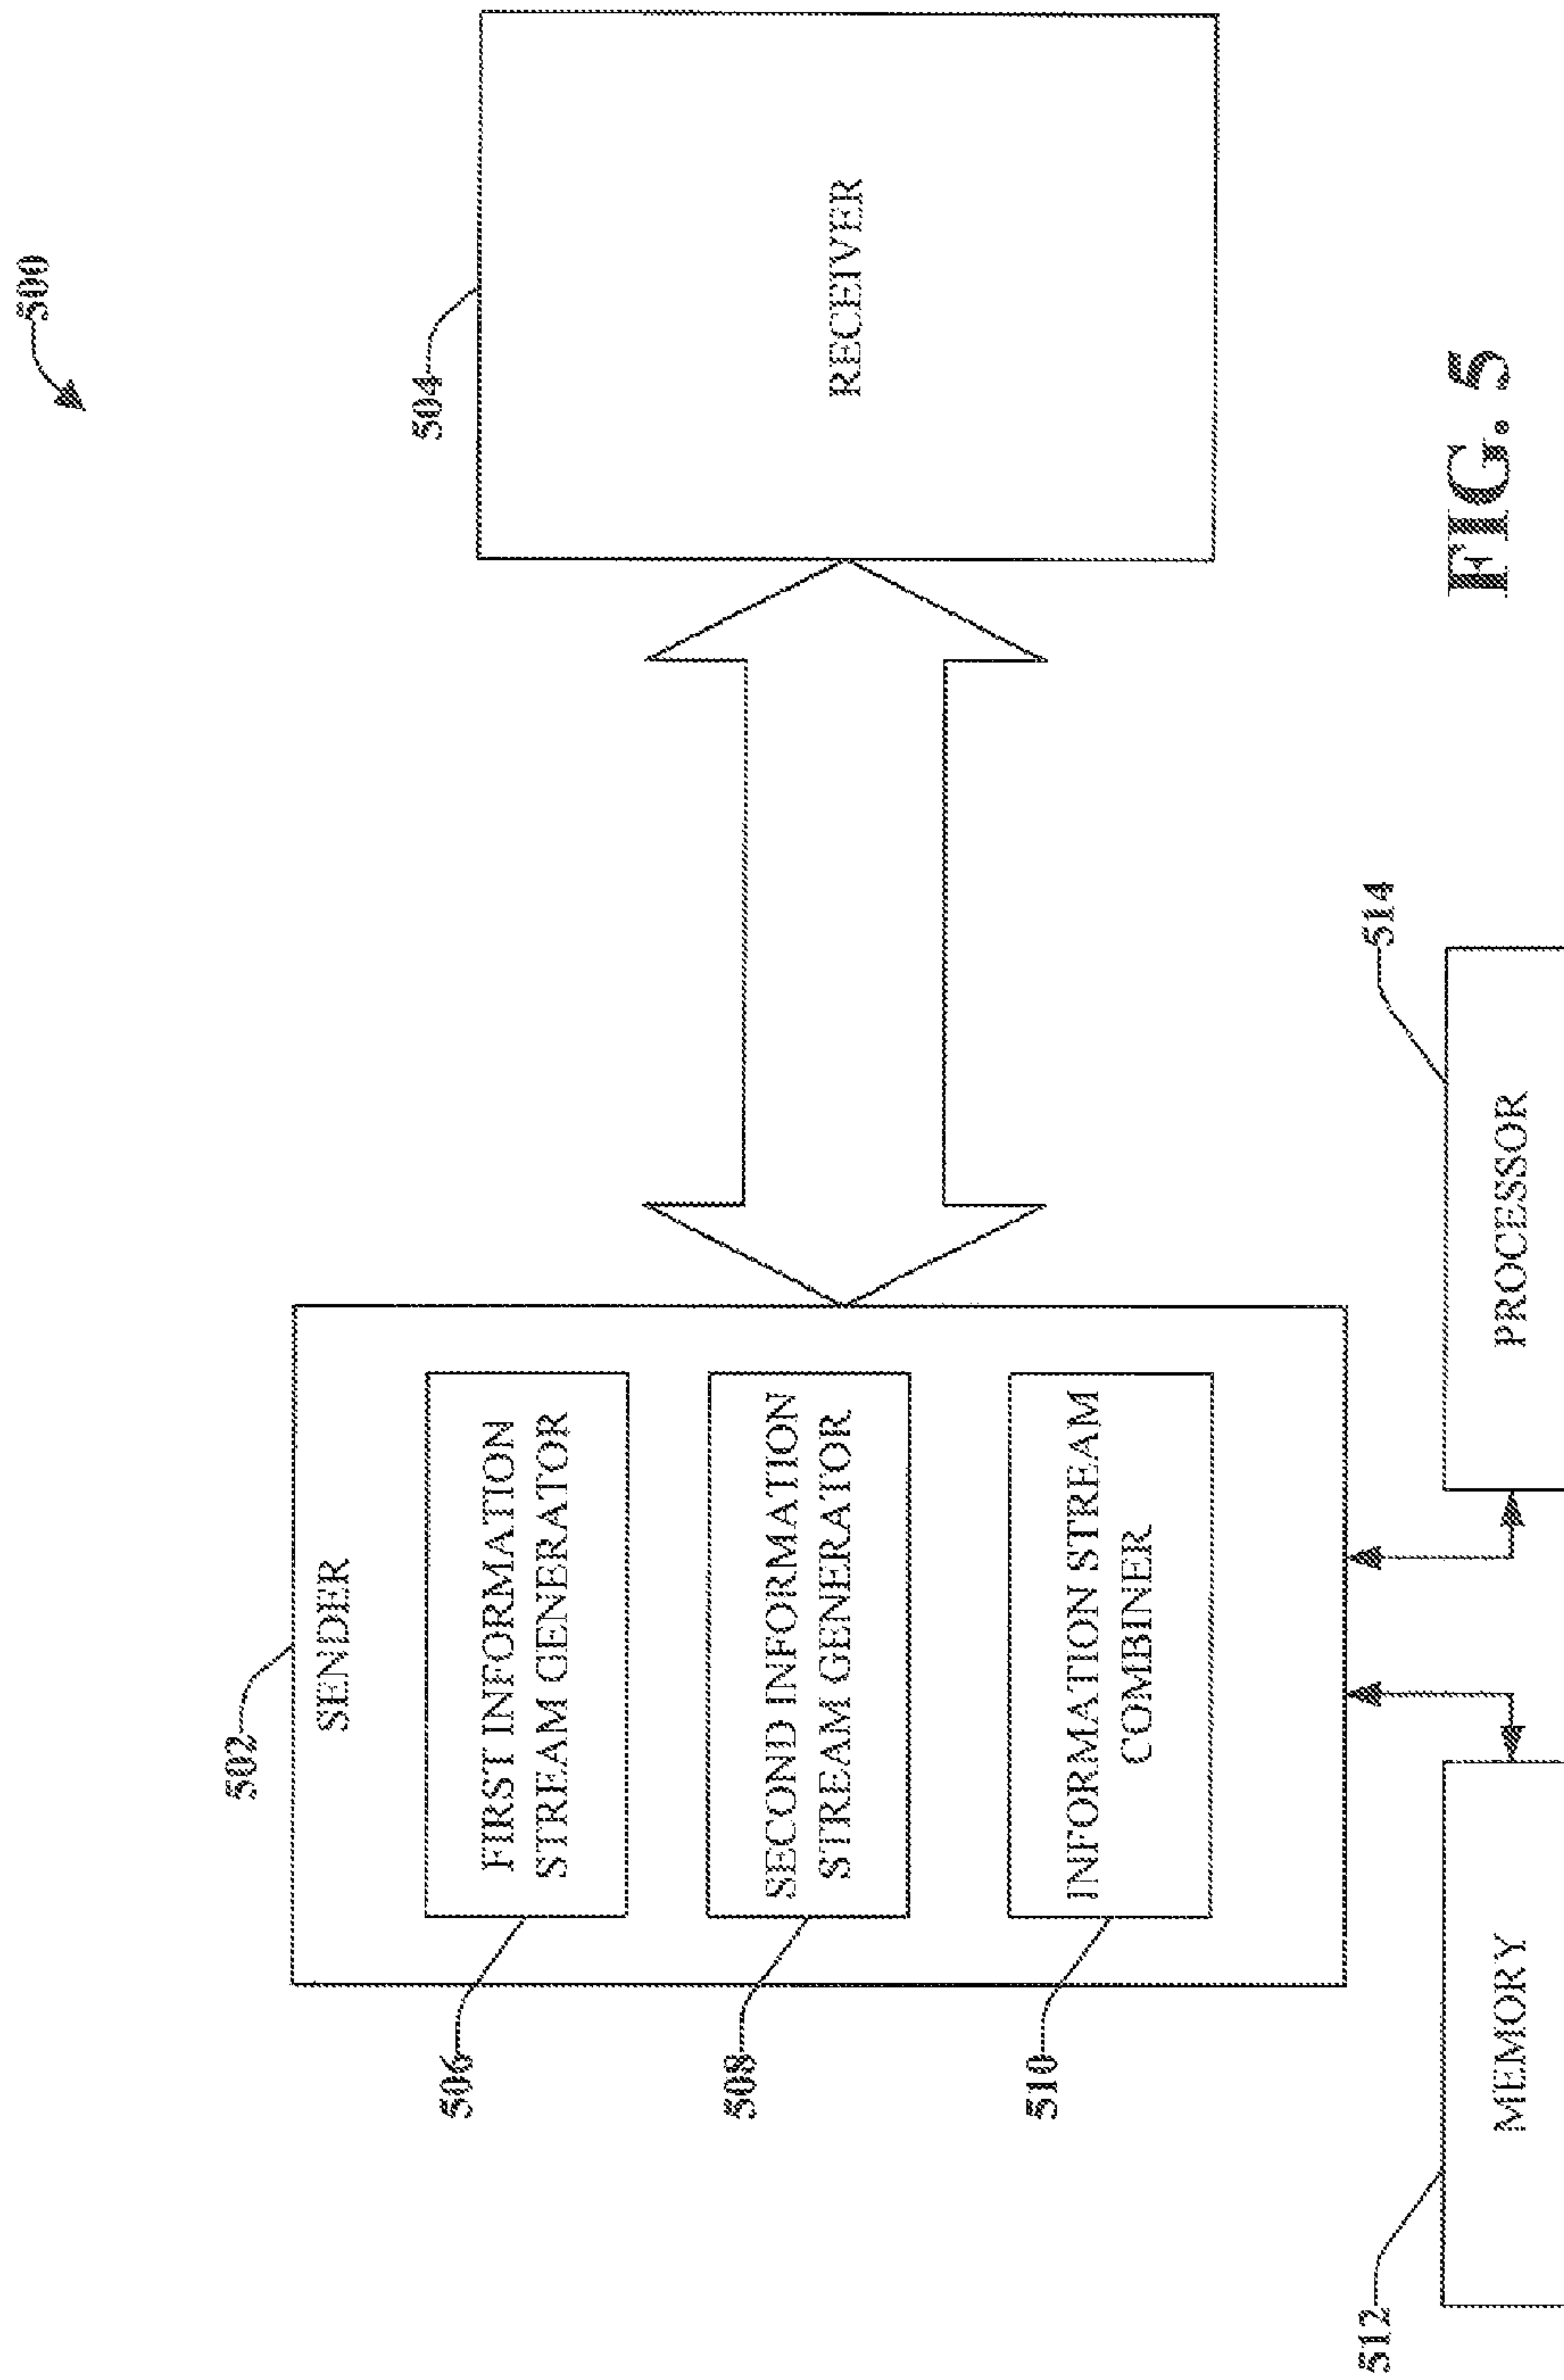 500
502
SENDER
504
506
FIRST INFORMATION
STREAM GENERATOR
508
SECOND INFORMATION
STREAM GENERATOR
510
INFORMATION STREAM
COMBINER
RECEIVER
512
MEMORY
514
PROCESSOR
FIG. 5